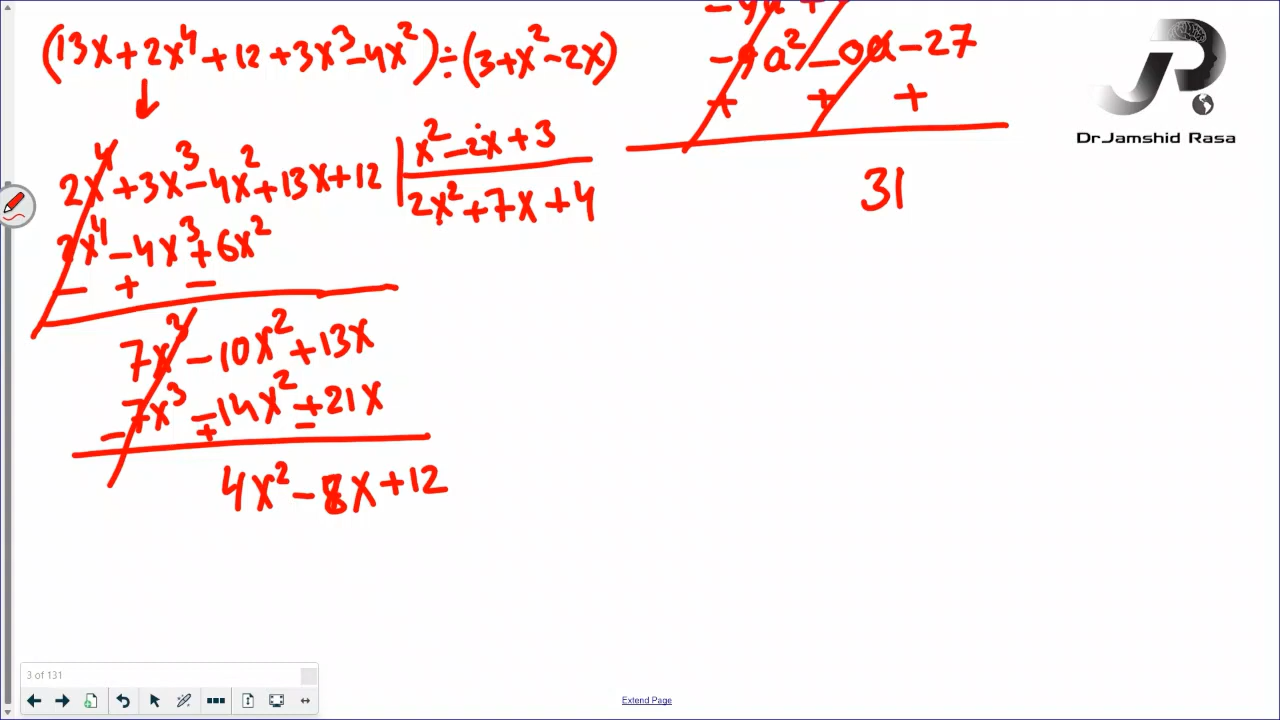 (13x+2x⁴+12+3x³-4x²)÷(3+x²-2x)
2x⁴+3x³-4x²+13x+12 | x²-2x+3
2x²+7x+4
2x⁴-4x³+6x²
- + -
7x³-10x²+13x
7x³-14x²+21x
- + -
4x²-8x+12
a²
-27
+ + +
31
Dr.Jamshid Rasa
3 of 131
Extend Page